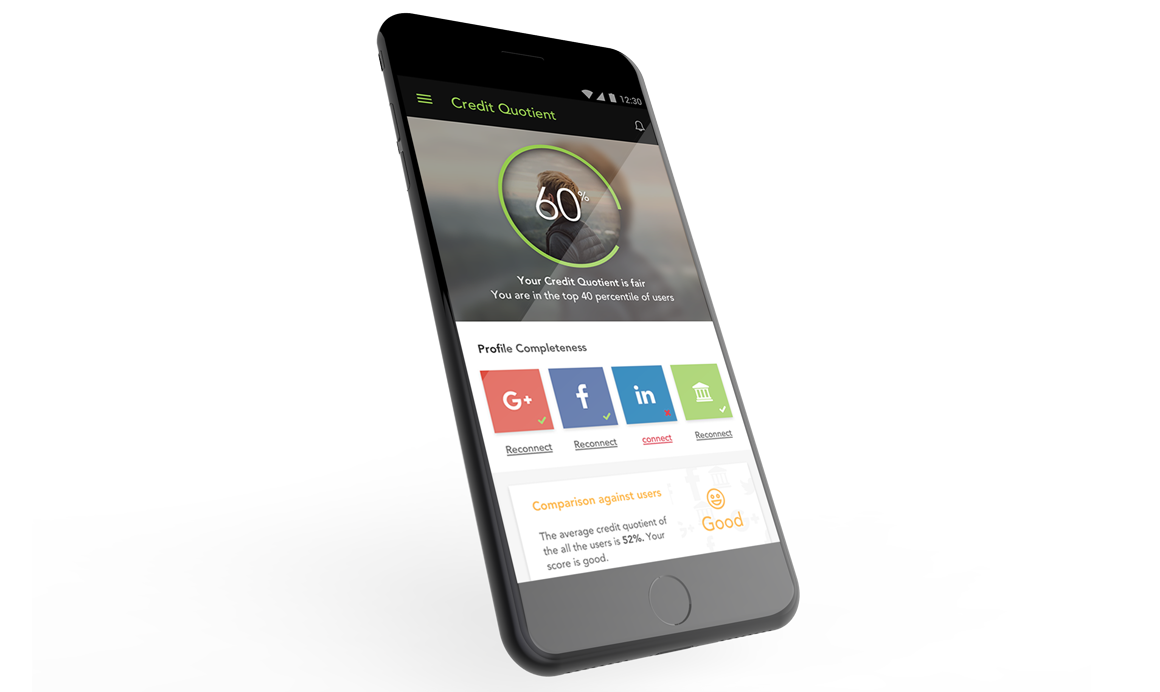 12:30
Credit Quotient
60%
Your Credit Quotient is fair
You are in the top 40 percentile of users
Profile Completeness
G+ f in
Reconnect Reconnect connect Reconnect
Comparison against users
Good
The average credit quotient of
the all the users is 52%. Your
score is good.